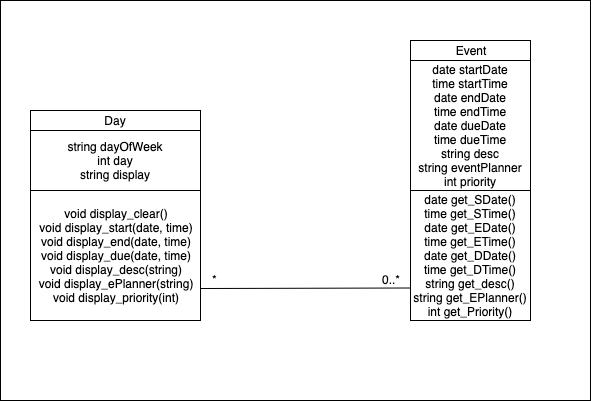 Day
string dayOfWeek
int day
string display
void display_clear()
void display_start(date, time)
void display_end(date, time)
void display_due(date, time)
void display_desc(string)
void display_ePlanner(string)
void display_priority(int)
*
0..*
Event
date startDate
time startTime
date endDate
time endTime
date dueDate
time dueTime
string desc
string eventPlanner
int priority
date get_SDate()
time get_STime()
date get_EDate()
time get_ETime()
date get_DDate()
time get_DTime()
string get_desc()
string get_EPlanner()
int get_Priority()